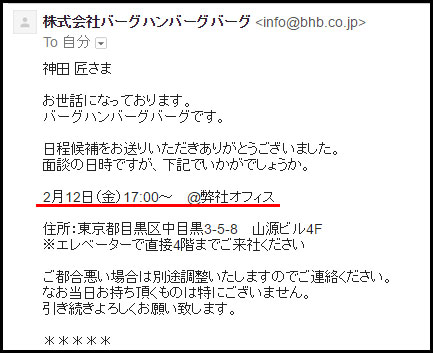 株式会社バーグハンバーグバーグ <info@bhb.co.jp>
To 自分
神田 匠さま
お世話になっております。
バーグハンバーグバーグです。
日程候補をお送りいただきありがとうございました。
面談の日時ですが、下記でいかがでしょうか。
2月12日(金)17:00～　@弊社オフィス
住所:東京都目黒区中目黒3-5-8　山源ビル4F
※エレベーターで直接4階までご来社ください
ご都合悪い場合は別途調整いたしますのでご連絡ください。
なお当日お持ち頂くものは特にございません。
引き続きよろしくお願い致します。
＊＊＊＊＊